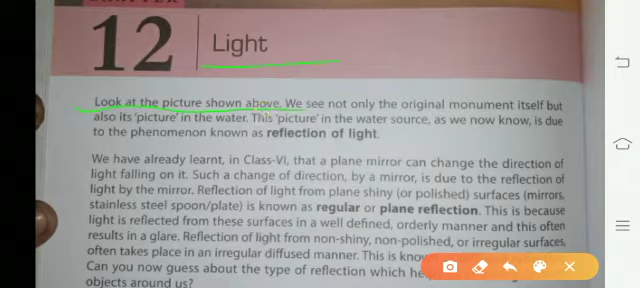 12
Light
Look at the picture shown above. We see not only the original monument itself but
also its 'picture' in the water. This 'picture' in the water source, as we now know, is due
to the phenomenon known as reflection of light.
We have already learnt, in Class-VI, that a plane mirror can change the direction of
light falling on it. Such a change of direction, by a mirror, is due to the reflection of
light by the mirror. Reflection of light from plane shiny (or polished) surfaces (mirrors,
stainless steel spoon/plate) is known as regular or plane reflection. This is because
light is reflected from these surfaces in a well defined, orderly manner and this often
results in a glare. Reflection of light from non-shiny, non-polished, or irregular surfaces,
often takes place in an irregular diffused manner. This is
Can you now guess about the type of reflection which
objects around us?